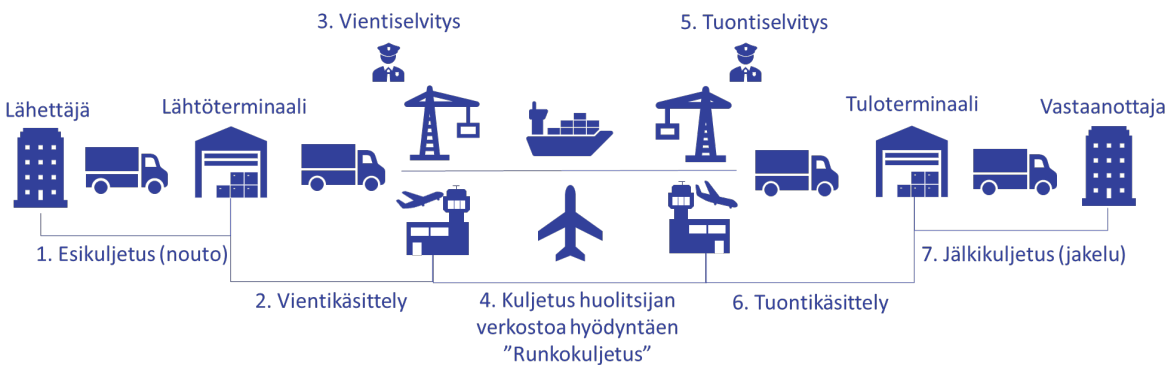 3. Vientiselvitys
5. Tuontiselvitys
Lähettäjä
Lähtöterminaali
Tuloterminaali
Vastaanottaja
1. Esikuljetus (nouto)
7. Jälkikuljetus (jakelu)
2. Vientikäsittely
4. Kuljetus huolitsijan
verkostoa hyödyntäen
”Runkokuljetus”
6. Tuontikäsittely